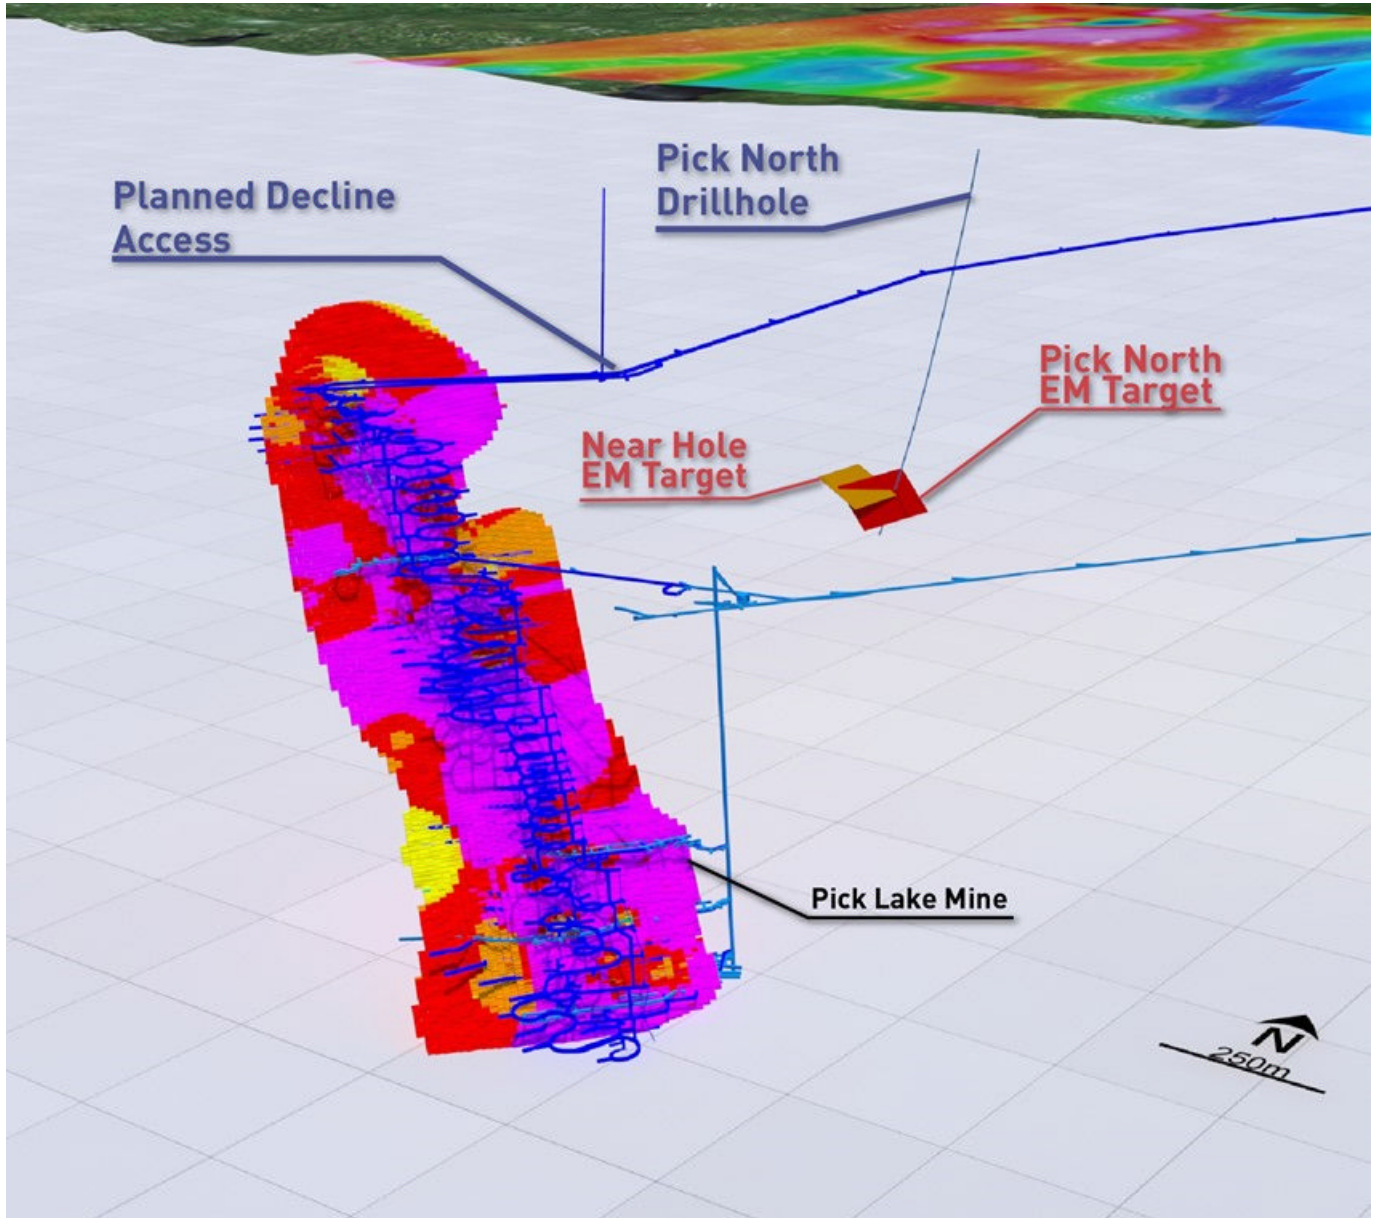 Pick North
Drillhole
Planned Decline
Access
Pick North
EM Target
Near Hole
EM Target
Pick Lake Mine
N
250m